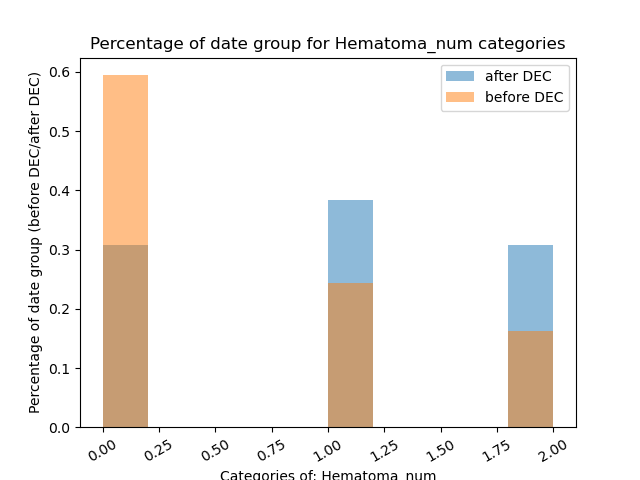 Percentage of date group for Hematoma_num categories
after DEC
before DEC
Percentage of date group (before DEC/after DEC)
0.6
0.5
0.4
0.3
0.2
0.1
0.0
0.00 0.25 0.50 0.75 1.00 1.25 1.50 1.75 2.00
Categories of: Hematoma_num